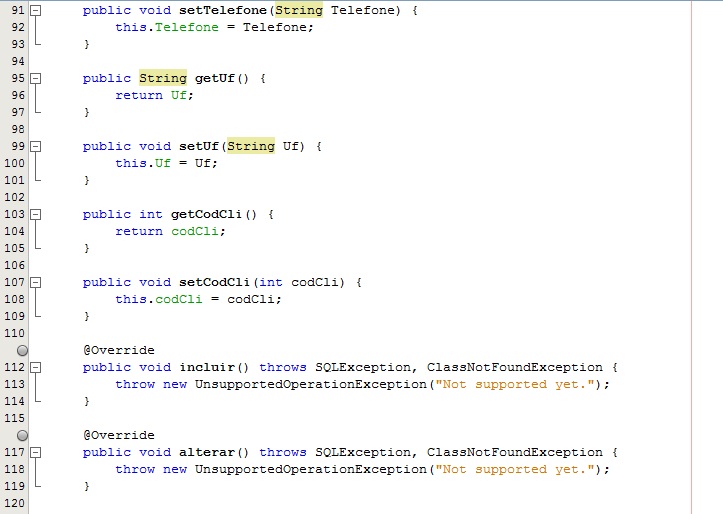 91 public void setTelefone(String Telefone) {
92 this.Telefone = Telefone;
93 }
94
95 public String getUf() {
96 return Uf;
97 }
98
99 public void setUf(String Uf) {
100 this.Uf = Uf;
101 }
102
103 public int getCodCli() {
104 return codCli;
105 }
106
107 public void setCodCli(int codCli) {
108 this.codCli = codCli;
109 }
110
@Override
112 public void incluir() throws SQLException, ClassNotFoundException {
113 throw new UnsupportedOperationException("Not supported yet.");
114 }
115
@Override
117 public void alterar() throws SQLException, ClassNotFoundException {
118 throw new UnsupportedOperationException("Not supported yet.");
119 }
120